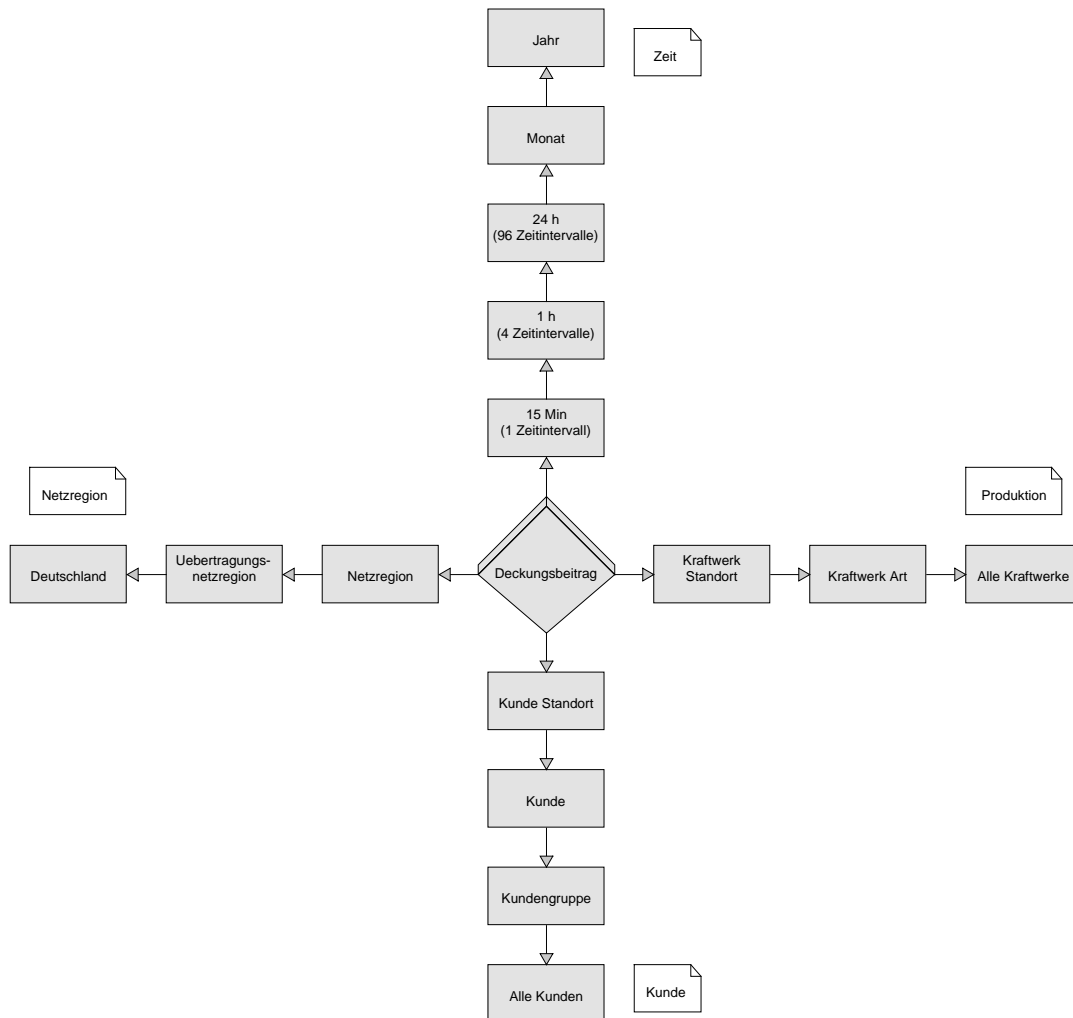 Jahr
Zeit
Monat
24 h
(96 Zeitintervalle)
1 h
(4 Zeitintervalle)
15 Min
(1 Zeitintervall)
Netzregion
Produktion
Deutschland
Uebertragungs-
netzregion
Netzregion
Deckungsbeitrag
Kraftwerk
Standort
Kraftwerk Art
Alle Kraftwerke
Kunde Standort
Kunde
Kundengruppe
Alle Kunden
Kunde